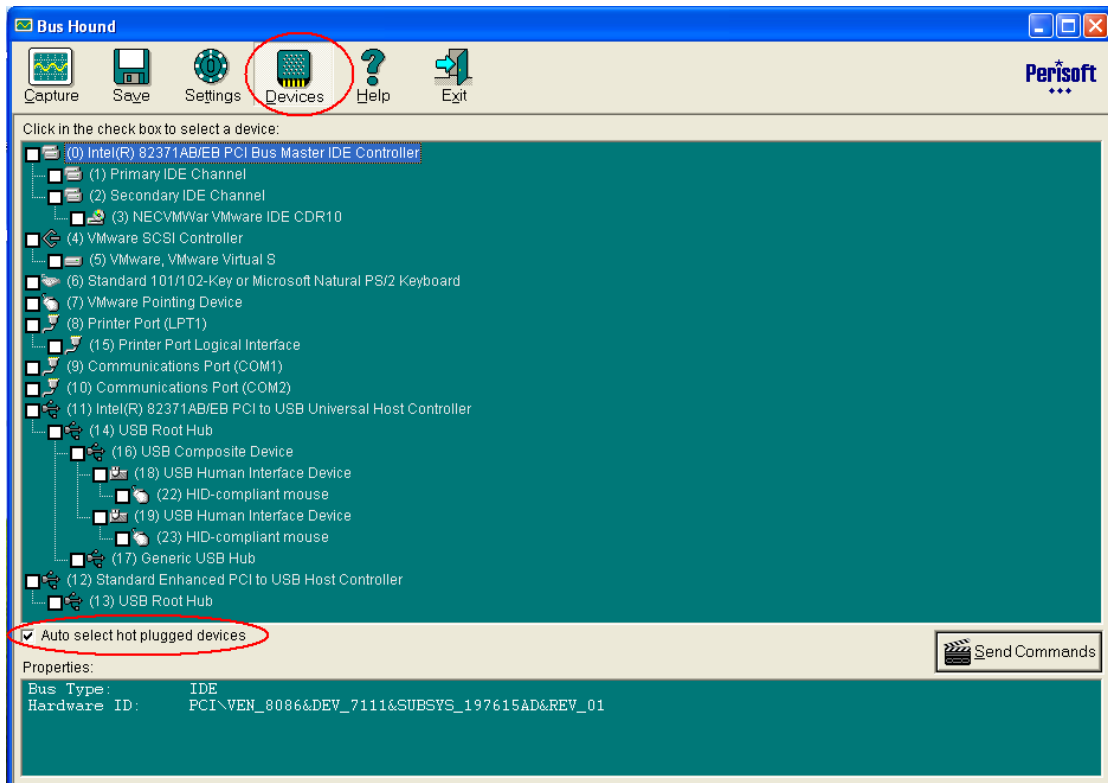 Bus Hound
Capture Save Settings Devices Help Exit
Perisoft
Click in the check box to select a device:
(0) Intel(R) 82371AB/EB PCI Bus Master IDE Controller
(1) Primary IDE Channel
(2) Secondary IDE Channel
(3) NECVMWar VMware IDE CDR10
(4) VMware SCSI Controller
(5) VMware, VMware Virtual S
(6) Standard 101/102-Key or Microsoft Natural PS/2 Keyboard
(7) VMware Pointing Device
(8) Printer Port (LPT1)
(15) Printer Port Logical Interface
(9) Communications Port (COM1)
(10) Communications Port (COM2)
(11) Intel(R) 82371AB/EB PCI to USB Universal Host Controller
(14) USB Root Hub
(16) USB Composite Device
(18) USB Human Interface Device
(22) HID-compliant mouse
(19) USB Human Interface Device
(23) HID-compliant mouse
(17) Generic USB Hub
(12) Standard Enhanced PCI to USB Host Controller
(13) USB Root Hub
Auto select hot plugged devices
Send Commands
Properties:
Bus Type: IDE
Hardware ID: PCI\VEN_8086&DEV_7111&SUBSYS_197615AD&REV_01